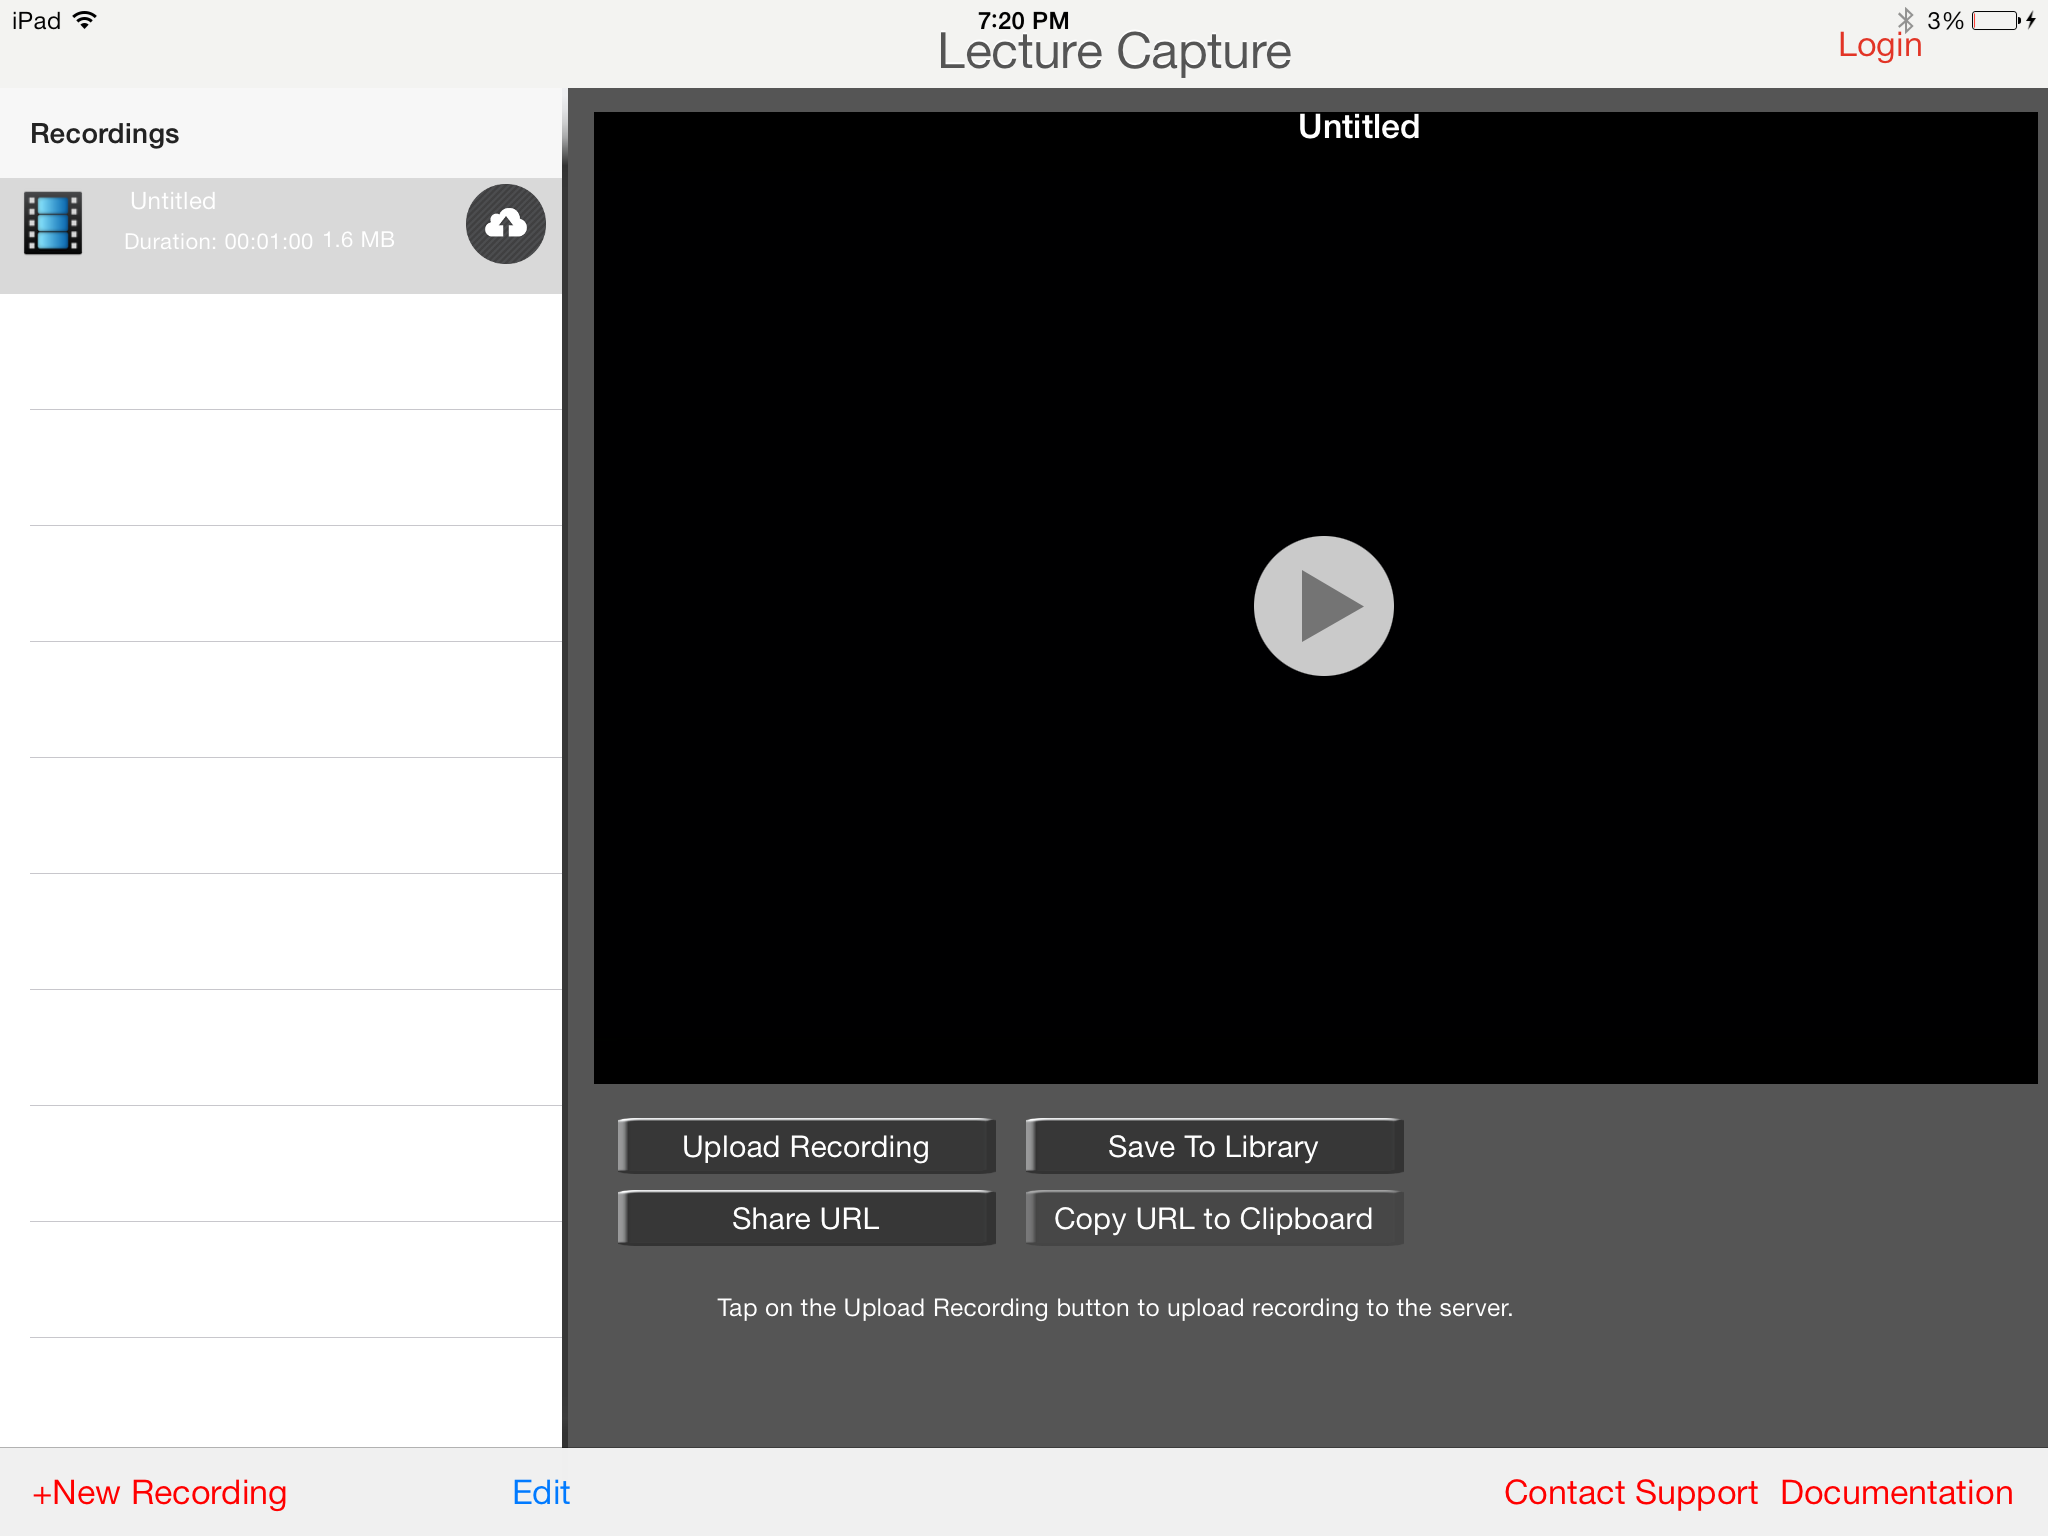 iPad 7:20 PM 3%
Lecture Capture
Login
Recordings
Untitled
Duration: 00:01:00 1.6 MB
Untitled
Upload Recording Save To Library
Share URL Copy URL to Clipboard
Tap on the Upload Recording button to upload recording to the server.
+New Recording Edit Contact Support Documentation